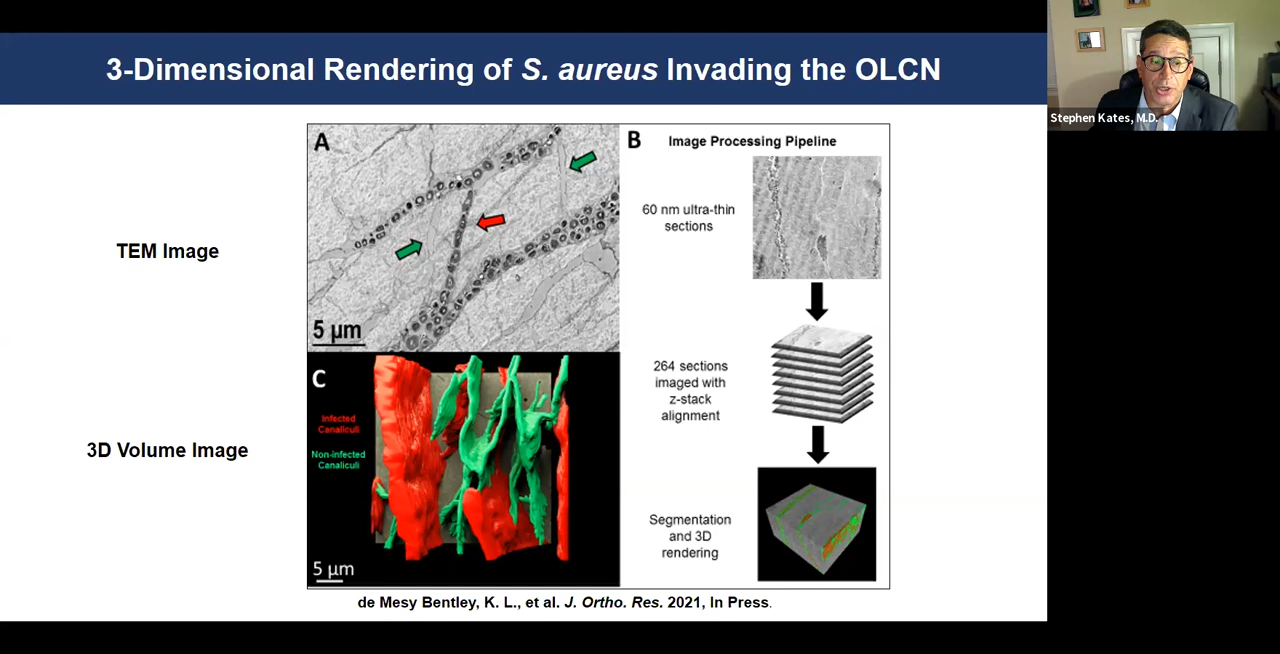 3-Dimensional Rendering of S. aureus Invading the OLCN
Stephen Kates, M.D.
TEM Image
3D Volume Image
A
5 μm
B
Image Processing Pipeline
60 nm ultra-thin
sections
264 sections
imaged with
z-stack
alignment
Segmentation
and 3D
rendering
C
Infected
Canaliculi
Non-infected
Canaliculi
5 μm
de Mesy Bentley, K. L., et al. J. Ortho. Res. 2021, In Press.